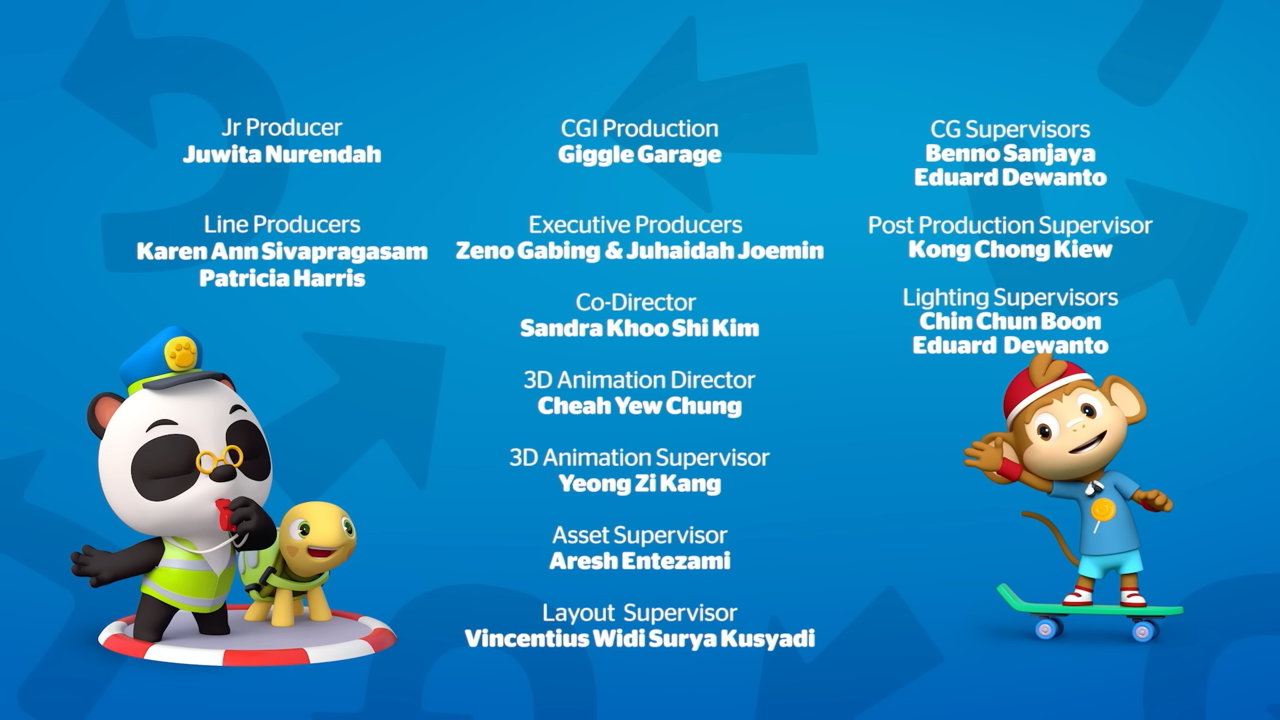 Jr Producer
Juwita Nurendah
Line Producers
Karen Ann Sivapragasam
Patricia Harris
CGI Production
Giggle Garage
Executive Producers
Zeno Gabing & Juhaidah Joemin
Co-Director
Sandra Khoo Shi Kim
3D Animation Director
Cheah Yew Chung
3D Animation Supervisor
Yeong Zi Kang
Asset Supervisor
Aresh Entezami
Layout Supervisor
Vincentius Widi Surya Kusyadi
CG Supervisors
Benno Sanjaya
Eduard Dewanto
Post Production Supervisor
Kong Chong Kiew
Lighting Supervisors
Chin Chun Boon
Eduard Dewanto